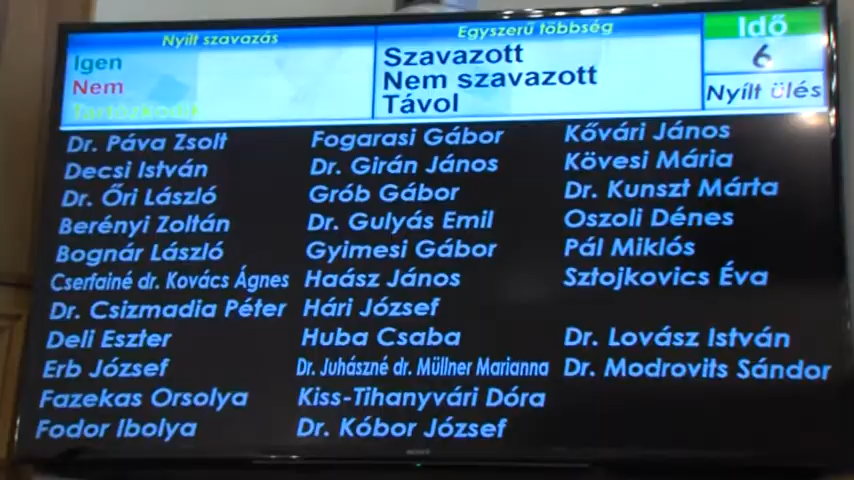 Nyílt szavazás
Igen
Nem
Tartózkodik
Egyszerű többség
Szavazott
Nem szavazott
Távol
Idő
6
Nyílt ülés
Dr. Páva Zsolt
Decsi István
Dr. Őri László
Berényi Zoltán
Bognár László
Cserfainé dr. Kovács Ágnes
Dr. Csizmadia Péter
Deli Eszter
Erb József
Fazekas Orsolya
Fodor Ibolya
Fogarasi Gábor
Dr. Girán János
Grób Gábor
Dr. Gulyás Emil
Gyimesi Gábor
Haász János
Hári József
Huba Csaba
Dr. Juhászné dr. Müllner Marianna
Kiss-Tihanyvári Dóra
Dr. Kóbor József
Kővári János
Kövesi Mária
Dr. Kunszt Márta
Oszoli Dénes
Pál Miklós
Sztojkovics Éva
Dr. Lovász István
Dr. Modrovits Sándor
SONY